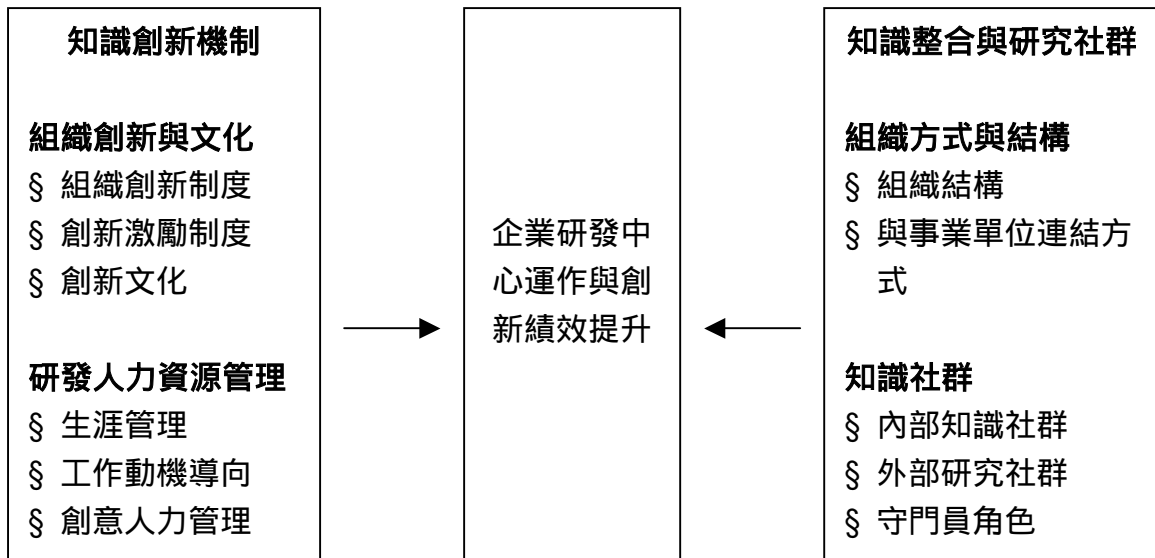 知識創新機制
組織創新與文化
§ 組織創新制度
§ 創新激勵制度
§ 創新文化
研發人力資源管理
§ 生涯管理
§ 工作動機導向
§ 創意人力管理
企業研發中
心運作與創
新績效提升
知識整合與研究社群
組織方式與結構
§ 組織結構
§ 與事業單位連結方
式
知識社群
§ 內部知識社群
§ 外部研究社群
§ 守門員角色